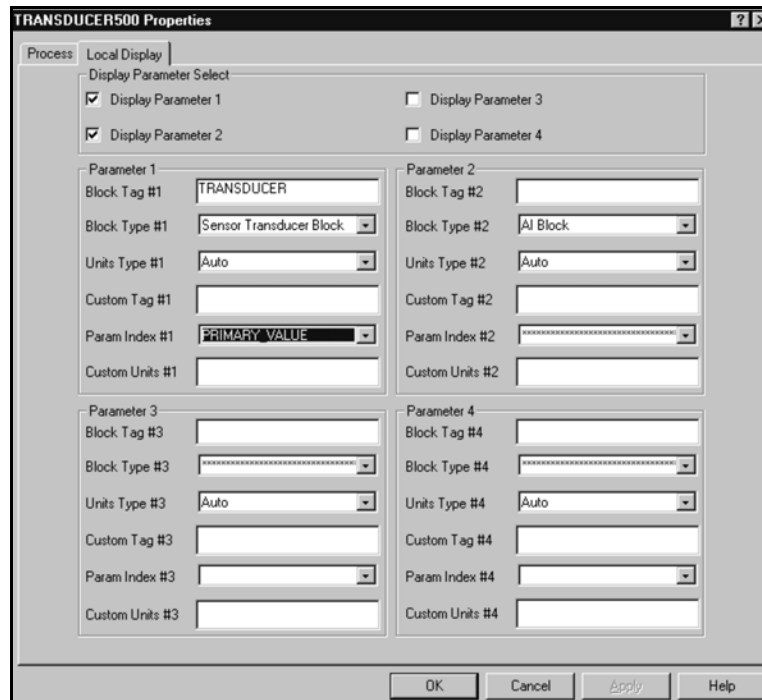 TRANSDUCER500 Properties
Process Local Display
Display Parameter Select
Display Parameter 1
Display Parameter 3
Display Parameter 2
Display Parameter 4
Parameter 1
Block Tag #1 TRANSDUCER
Block Type #1 Sensor Transducer Block
Units Type #1 Auto
Custom Tag #1
Param Index #1 PRIMARY_VALUE
Custom Units #1
Parameter 2
Block Tag #2
Block Type #2 AI Block
Units Type #2 Auto
Custom Tag #2
Param Index #2
Custom Units #2
Parameter 3
Block Tag #3
Block Type #3
Units Type #3 Auto
Custom Tag #3
Param Index #3
Custom Units #3
Parameter 4
Block Tag #4
Block Type #4
Units Type #4 Auto
Custom Tag #4
Param Index #4
Custom Units #4
OK Cancel Apply Help